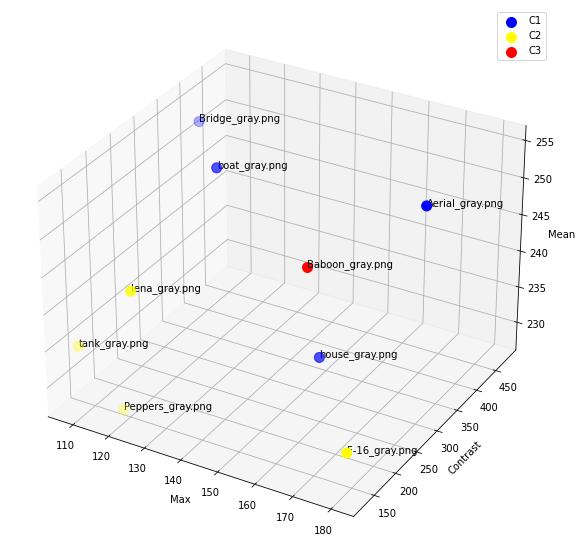 C1
C2
C3
Bridge_gray.png
boat_gray.png
Aerial_gray.png
Baboon_gray.png
lena_gray.png
tank_gray.png
house_gray.png
Peppers_gray.png
F-16_gray.png
255
250
245
240
235
230
Mean
450
400
350
300
250
200
150
Contrast
110
120
130
140
150
160
170
180
Max